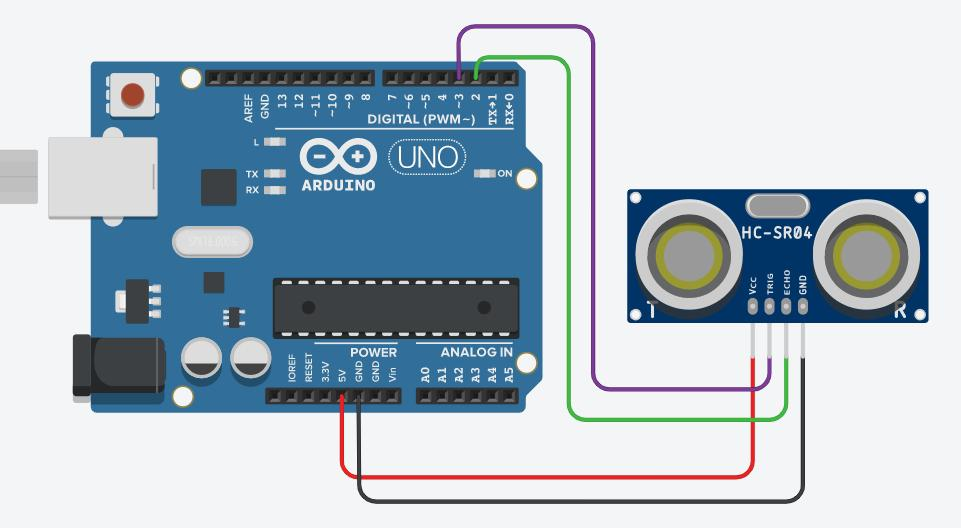 AREF
GND
13
12
~11
~10
~9
8
7
~6
~5
4
~3
2
TX→1
RX←0
DIGITAL (PWM~)
L
TX
RX
ARDUINO
UNO
ON
HC-SR04
VCC
TRIG
ECHO
GND
T
R
POWER
ANALOG IN
IOREF
RESET
3.3V
5V
GND
GND
Vin
A0
A1
A2
A3
A4
A5